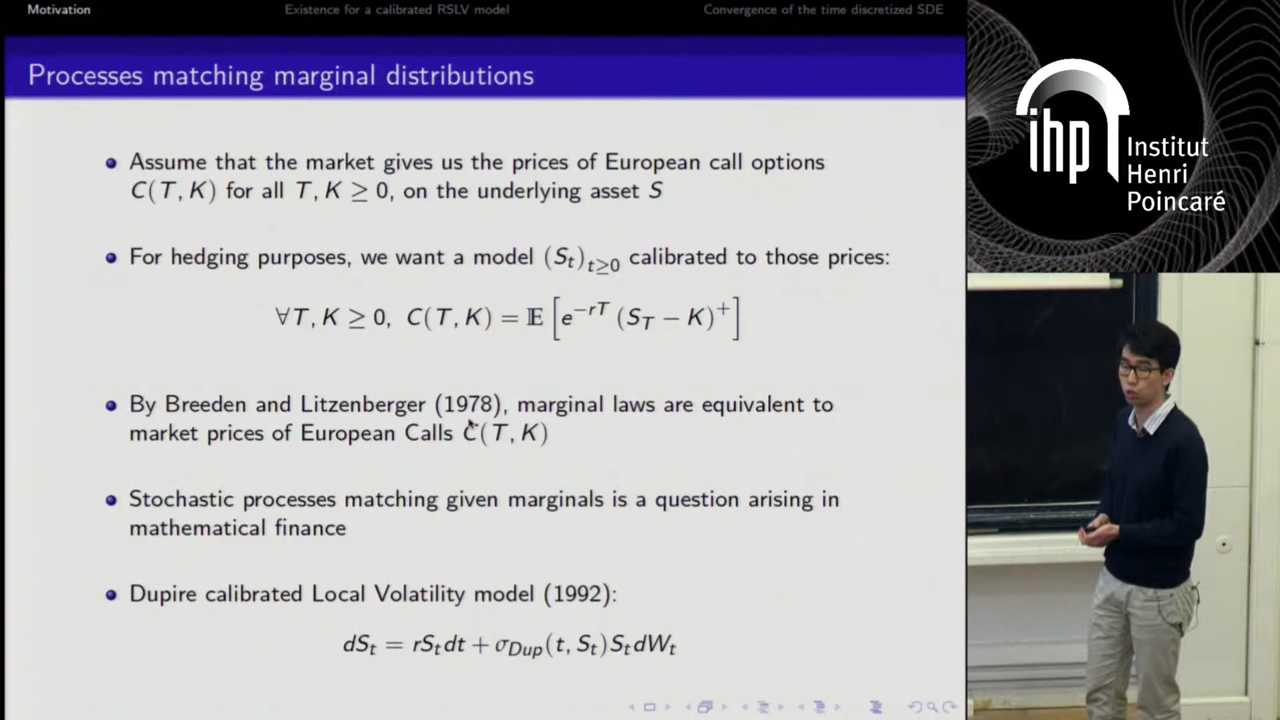 Motivation
Existence for a calibrated RSLV model
Convergence of the time discretized SDE
Processes matching marginal distributions
Assume that the market gives us the prices of European call options
C(T, K) for all T, K ≥ 0, on the underlying asset S
For hedging purposes, we want a model (S_t)_{t≥0} calibrated to those prices:
∀T, K ≥ 0, C(T, K) = 𝔼 [e^{-rT} (S_T − K)^+]
By Breeden and Litzenberger (1978), marginal laws are equivalent to
market prices of European Calls C(T, K)
Stochastic processes matching given marginals is a question arising in
mathematical finance
Dupire calibrated Local Volatility model (1992):
dS_t = rS_t dt + σ_{Dup}(t, S_t)S_t dW_t
ihp
Institut
Henri
Poincaré